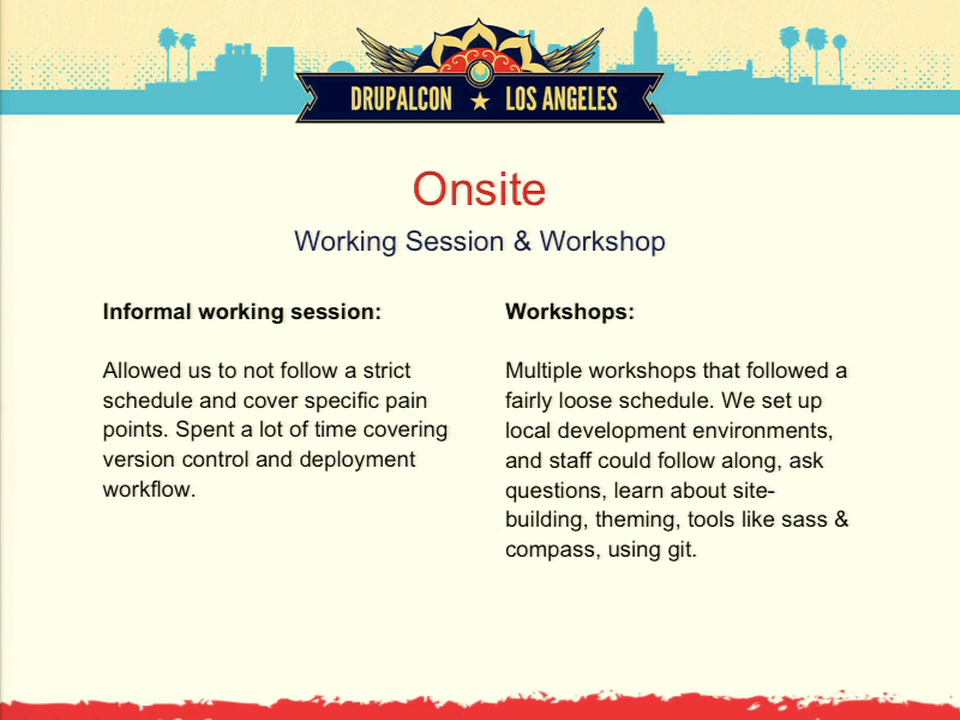 DRUPALCON ★ LOS ANGELES
Onsite
Working Session & Workshop
Informal working session:
Allowed us to not follow a strict
schedule and cover specific pain
points. Spent a lot of time covering
version control and deployment
workflow.
Workshops:
Multiple workshops that followed a
fairly loose schedule. We set up
local development environments,
and staff could follow along, ask
questions, learn about site-
building, theming, tools like sass &
compass, using git.